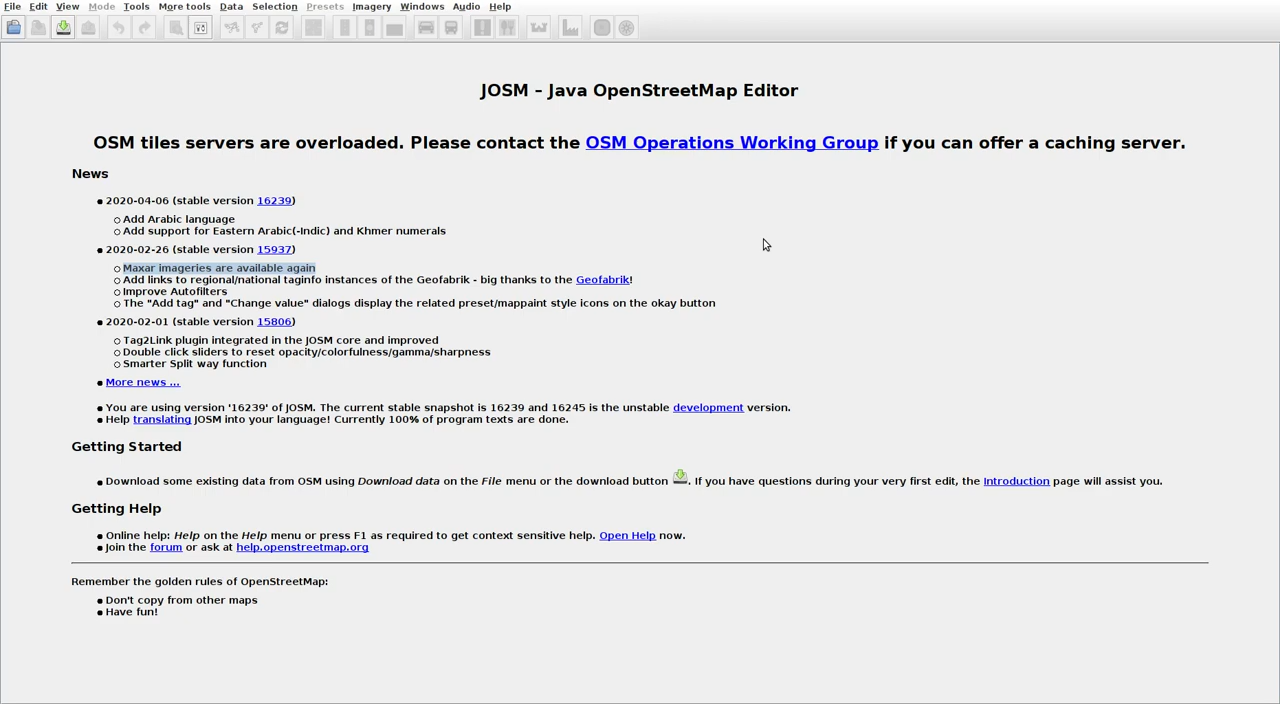 File Edit View Mode Tools More tools Data Selection Presets Imagery Windows Audio Help
JOSM – Java OpenStreetMap Editor
OSM tiles servers are overloaded. Please contact the OSM Operations Working Group if you can offer a caching server.
News
2020-04-06 (stable version 16239)
Add Arabic language
Add support for Eastern Arabic(-Indic) and Khmer numerals
2020-02-26 (stable version 15937)
Maxar imageries are available again
Add links to regional/national taginfo instances of the Geofabrik - big thanks to the Geofabrik!
Improve Autofilters
The "Add tag" and "Change value" dialogs display the related preset/mappaint style icons on the okay button
2020-02-01 (stable version 15806)
Tag2Link plugin integrated in the JOSM core and improved
Double click sliders to reset opacity/colorfulness/gamma/sharpness
Smarter Split way function
More news ...
You are using version '16239' of JOSM. The current stable snapshot is 16239 and 16245 is the unstable development version.
Help translating JOSM into your language! Currently 100% of program texts are done.
Getting Started
Download some existing data from OSM using Download data on the File menu or the download button . If you have questions during your very first edit, the Introduction page will assist you.
Getting Help
Online help: Help on the Help menu or press F1 as required to get context sensitive help. Open Help now.
Join the forum or ask at help.openstreetmap.org
Remember the golden rules of OpenStreetMap:
Don't copy from other maps
Have fun!